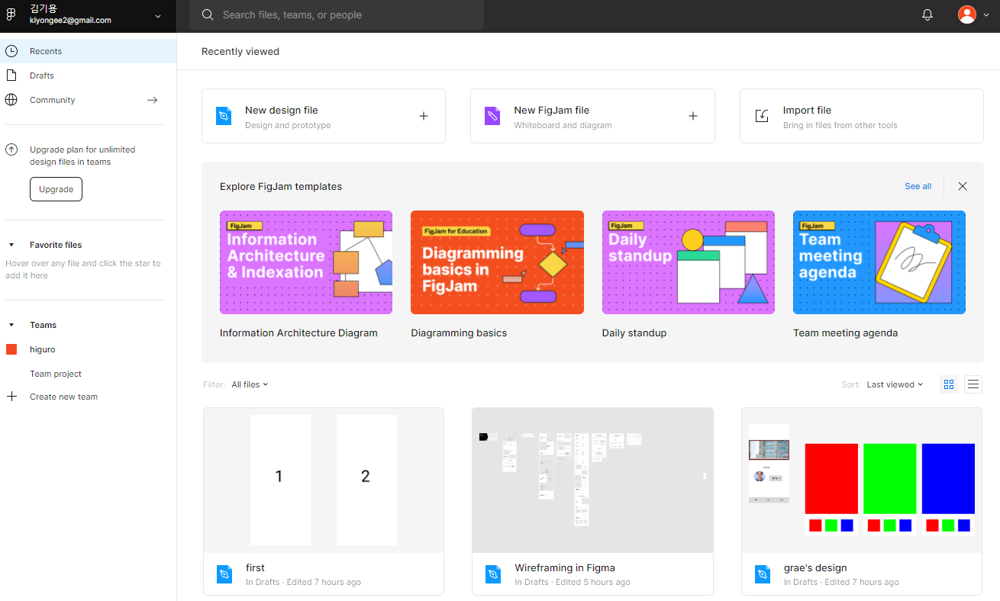 김기용
kiyongee2@gmail.com
Search files, teams, or people
Recents
Drafts
Community
Upgrade plan for unlimited
design files in teams
Upgrade
Favorite files
Hover over any file and click the star to
add it here
Teams
higuro
Team project
Create new team
Recently viewed
New design file
Design and prototype
New FigJam file
Whiteboard and diagram
Import file
Bring in files from other tools
Explore FigJam templates
See all
FigJam
Information
Architecture
& Indexation
Information Architecture Diagram
FigJam for Education
Diagramming
basics in
FigJam
Diagramming basics
FigJam
Daily
standup
Daily standup
FigJam
Team
meeting
agenda
Team meeting agenda
Filter: All files
Sort: Last viewed
1
2
first
In Drafts · Edited 7 hours ago
Wireframing in Figma
In Drafts · Edited 5 hours ago
grae's design
In Drafts · Edited 7 hours ago